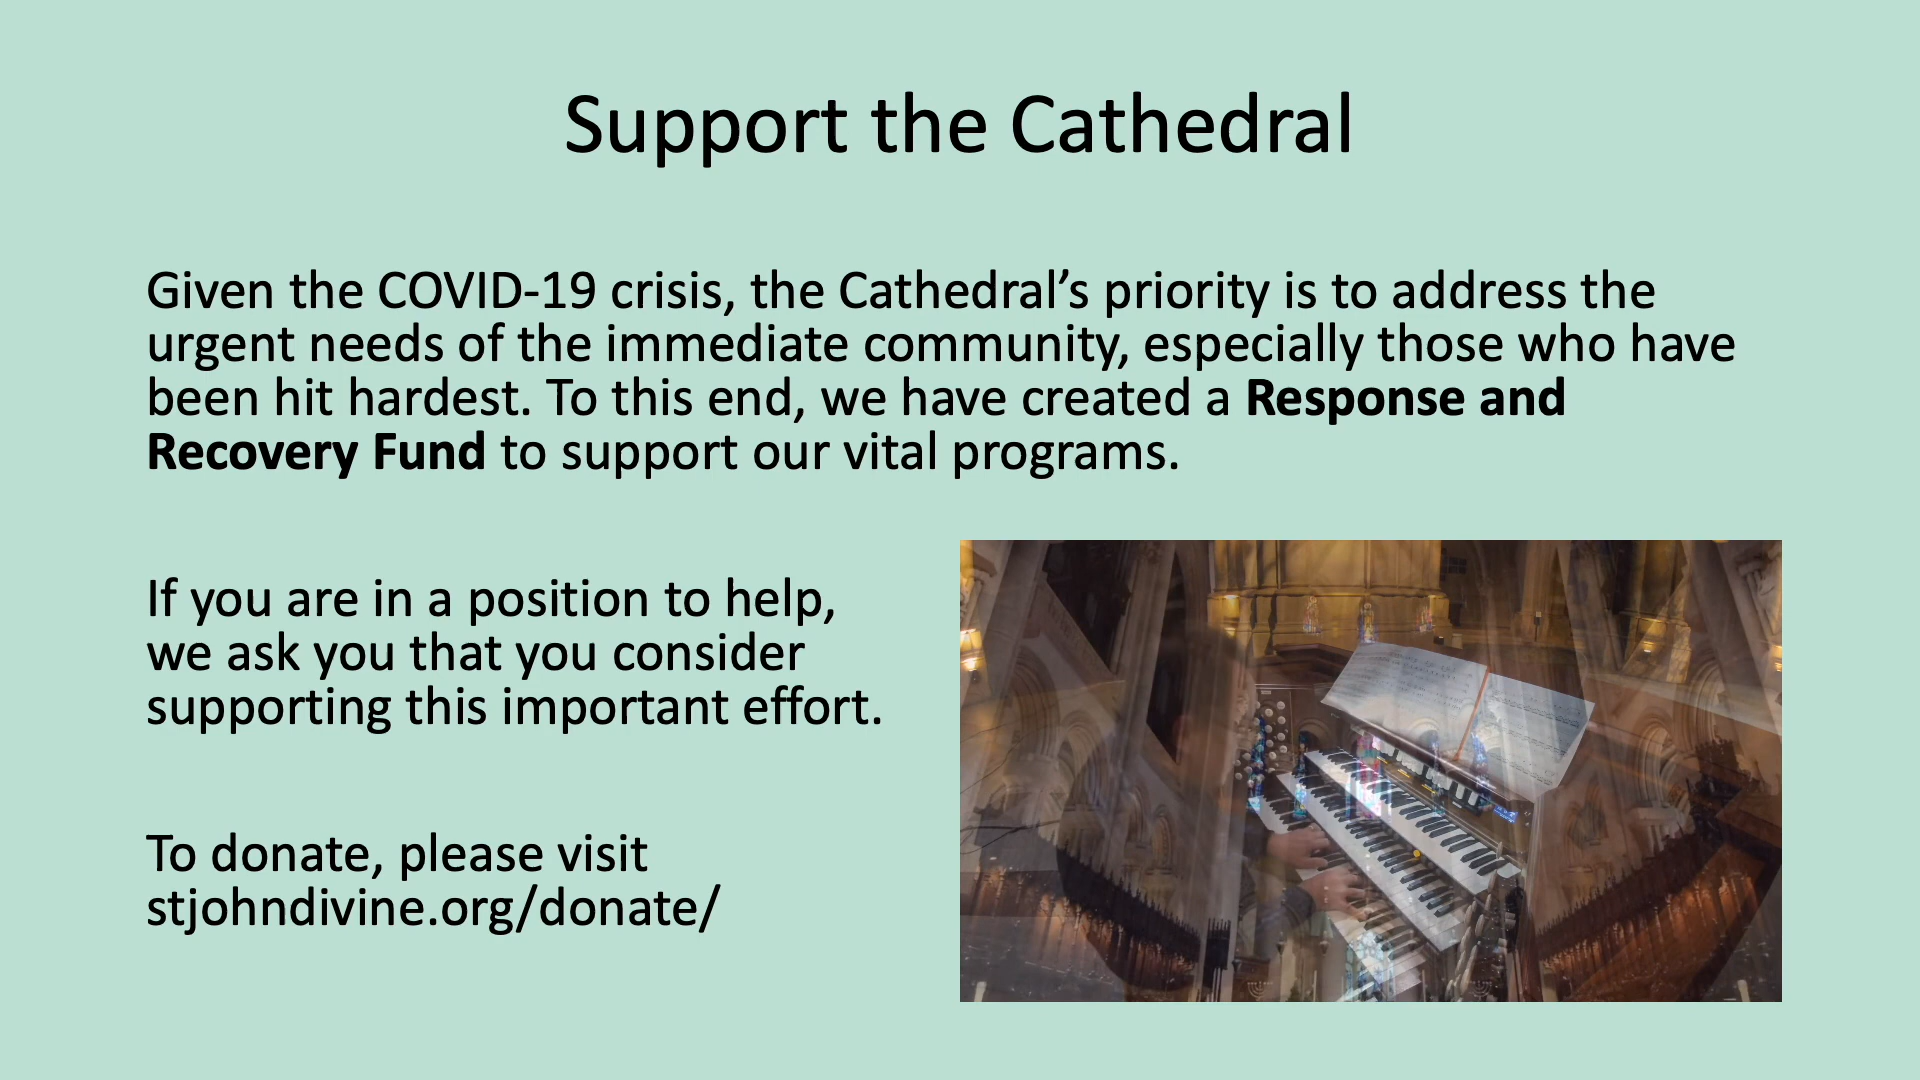 Support the Cathedral
Given the COVID-19 crisis, the Cathedral’s priority is to address the
urgent needs of the immediate community, especially those who have
been hit hardest. To this end, we have created a Response and
Recovery Fund to support our vital programs.
If you are in a position to help,
we ask you that you consider
supporting this important effort.
To donate, please visit
stjohndivine.org/donate/